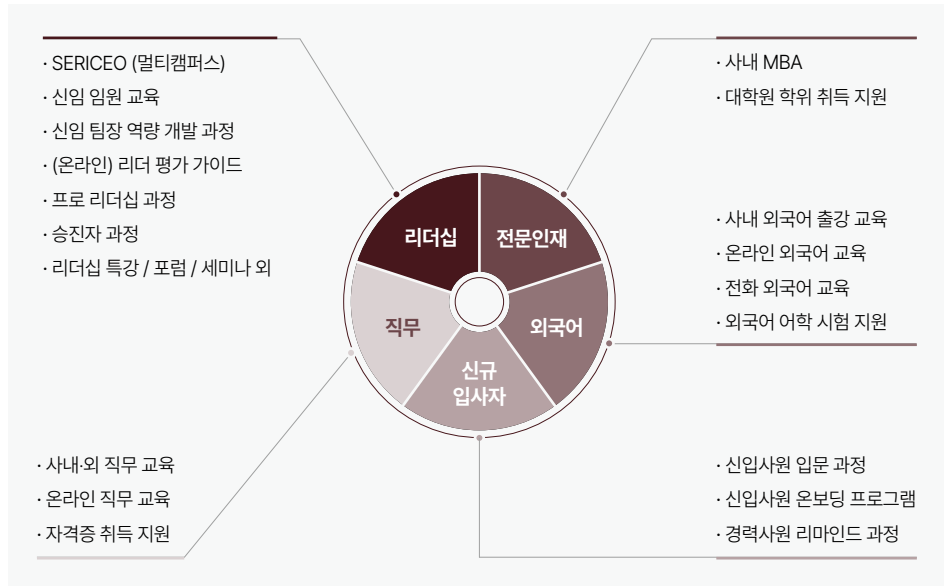 · SERICEO (멀티캠퍼스)
· 신임 임원 교육
· 신임 팀장 역량 개발 과정
· (온라인) 리더 평가 가이드
· 프로 리더십 과정
· 승진자 과정
· 리더십 특강 / 포럼 / 세미나 외
· 사내 MBA
· 대학원 학위 취득 지원
· 사내 외국어 출강 교육
· 온라인 외국어 교육
· 전화 외국어 교육
· 외국어 어학 시험 지원
리더십
전문인재
직무
외국어
신규
입사자
· 사내·외 직무 교육
· 온라인 직무 교육
· 자격증 취득 지원
· 신입사원 입문 과정
· 신입사원 온보딩 프로그램
· 경력사원 리마인드 과정